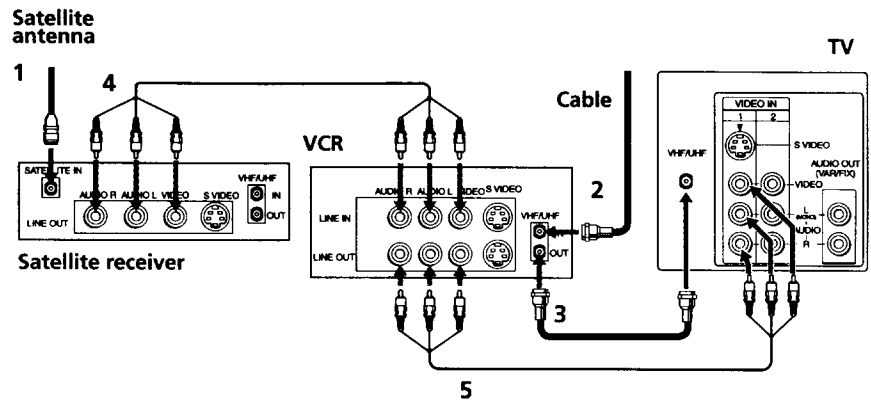 Satellite
antenna
1
4
Cable
TV
VCR
2
3
5
SATELLITE IN
AUDIO R AUDIO L VIDEO S VIDEO
VHF/UHF
IN
OUT
LINE OUT
Satellite receiver
AUDIO R AUDIO L VIDEO S VIDEO
LINE IN
VHF/UHF
LINE OUT
OUT
VIDEO IN
1 2
S VIDEO
VHF/UHF
AUDIO OUT
(VAR/FIX)
VIDEO
L
(MONO)
AUDIO
R